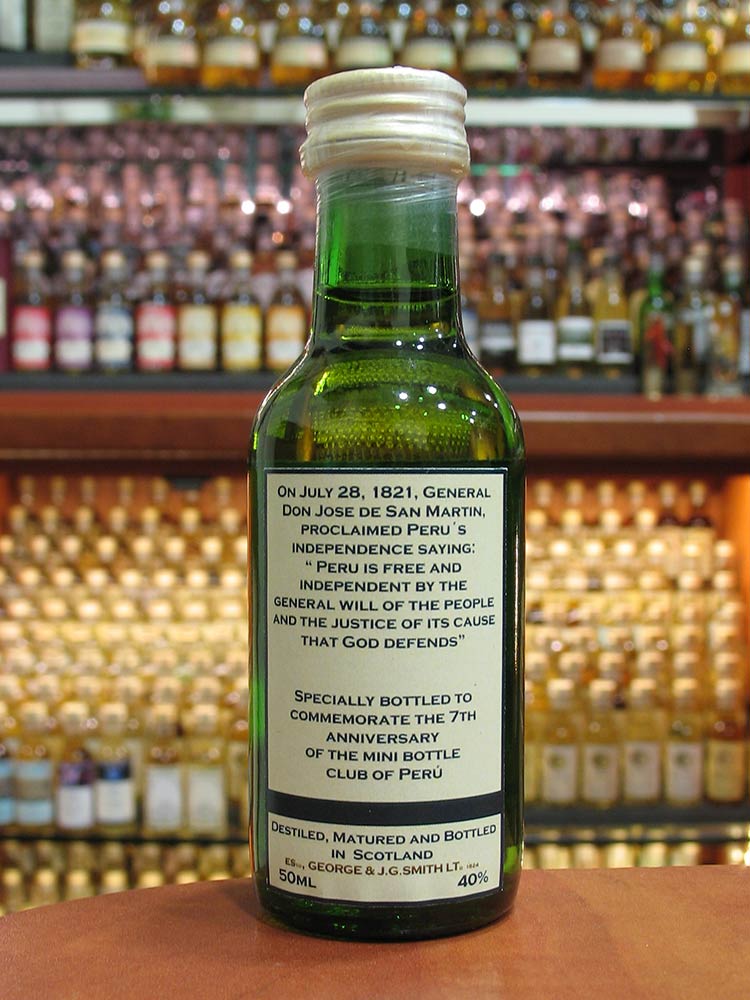 On July 28, 1821, General
Don Jose de San Martin,
proclaimed Peru´s
independence saying:
“ Peru is free and
independent by the
general will of the people
and the justice of its cause
that God defends”
Specially bottled to
commemorate the 7th
anniversary
of the mini bottle
club of Perú
Destiled, Matured and Bottled
in Scotland
George & J.G.Smith Lt
50ML 40%